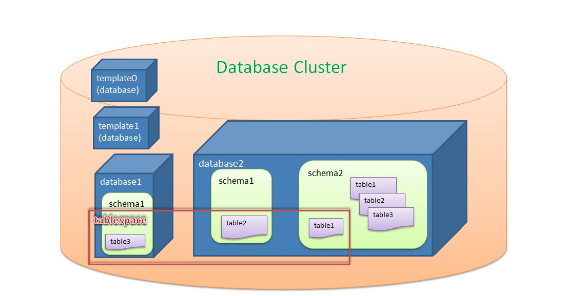 Database Cluster
template0
(database)
template1
(database)
database1
schema1
tablespace
table3
database2
schema1
table2
schema2
table1
table2
table3
table1